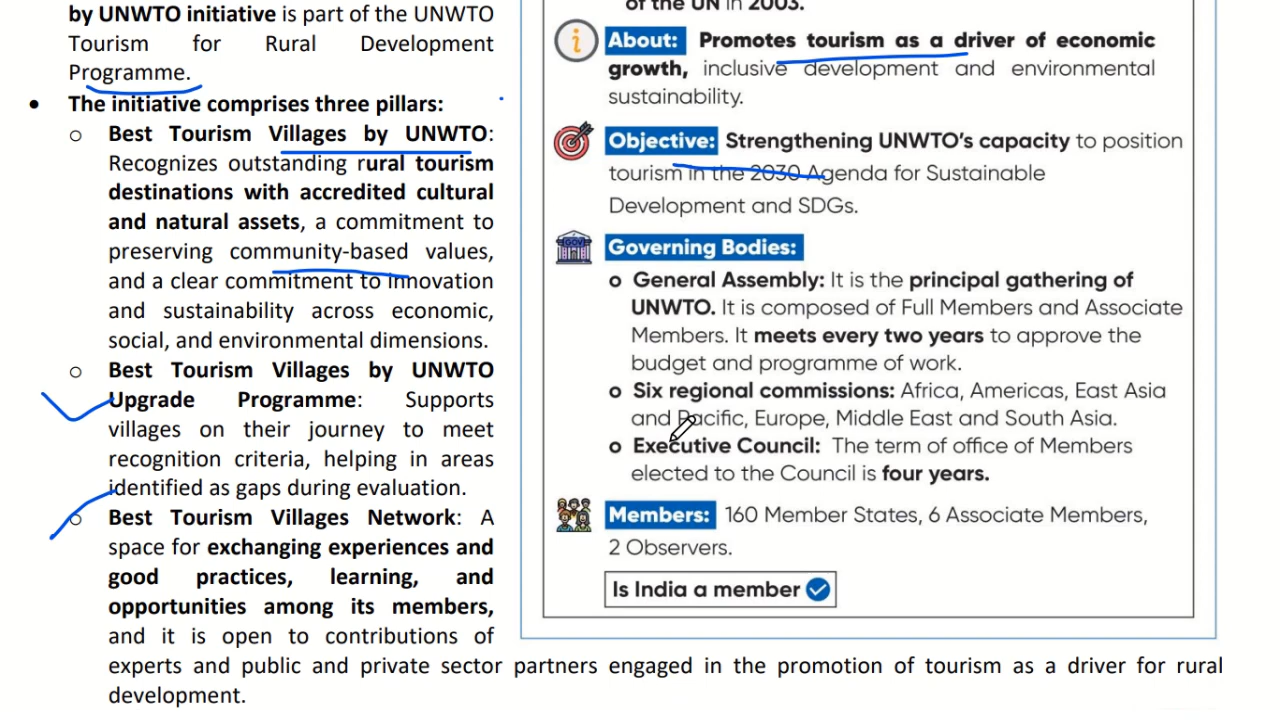 by UNWTO initiative is part of the UNWTO
Tourism for Rural Development
Programme.
• The initiative comprises three pillars:
o Best Tourism Villages by UNWTO:
Recognizes outstanding rural tourism
destinations with accredited cultural
and natural assets, a commitment to
preserving community-based values,
and a clear commitment to innovation
and sustainability across economic,
social, and environmental dimensions.
o Best Tourism Villages by UNWTO
Upgrade Programme: Supports
villages on their journey to meet
recognition criteria, helping in areas
identified as gaps during evaluation.
o Best Tourism Villages Network: A
space for exchanging experiences and
good practices, learning, and
opportunities among its members,
and it is open to contributions of
experts and public and private sector partners engaged in the promotion of tourism as a driver for rural
development.
of the UN in 2003.
About: Promotes tourism as a driver of economic
growth, inclusive development and environmental
sustainability.
Objective: Strengthening UNWTO's capacity to position
tourism in the 2030 Agenda for Sustainable
Development and SDGs.
GOV
Governing Bodies:
o General Assembly: It is the principal gathering of
UNWTO. It is composed of Full Members and Associate
Members. It meets every two years to approve the
budget and programme of work.
o Six regional commissions: Africa, Americas, East Asia
and Pacific, Europe, Middle East and South Asia.
o Executive Council: The term of office of Members
elected to the Council is four years.
Members: 160 Member States, 6 Associate Members,
2 Observers.
Is India a member